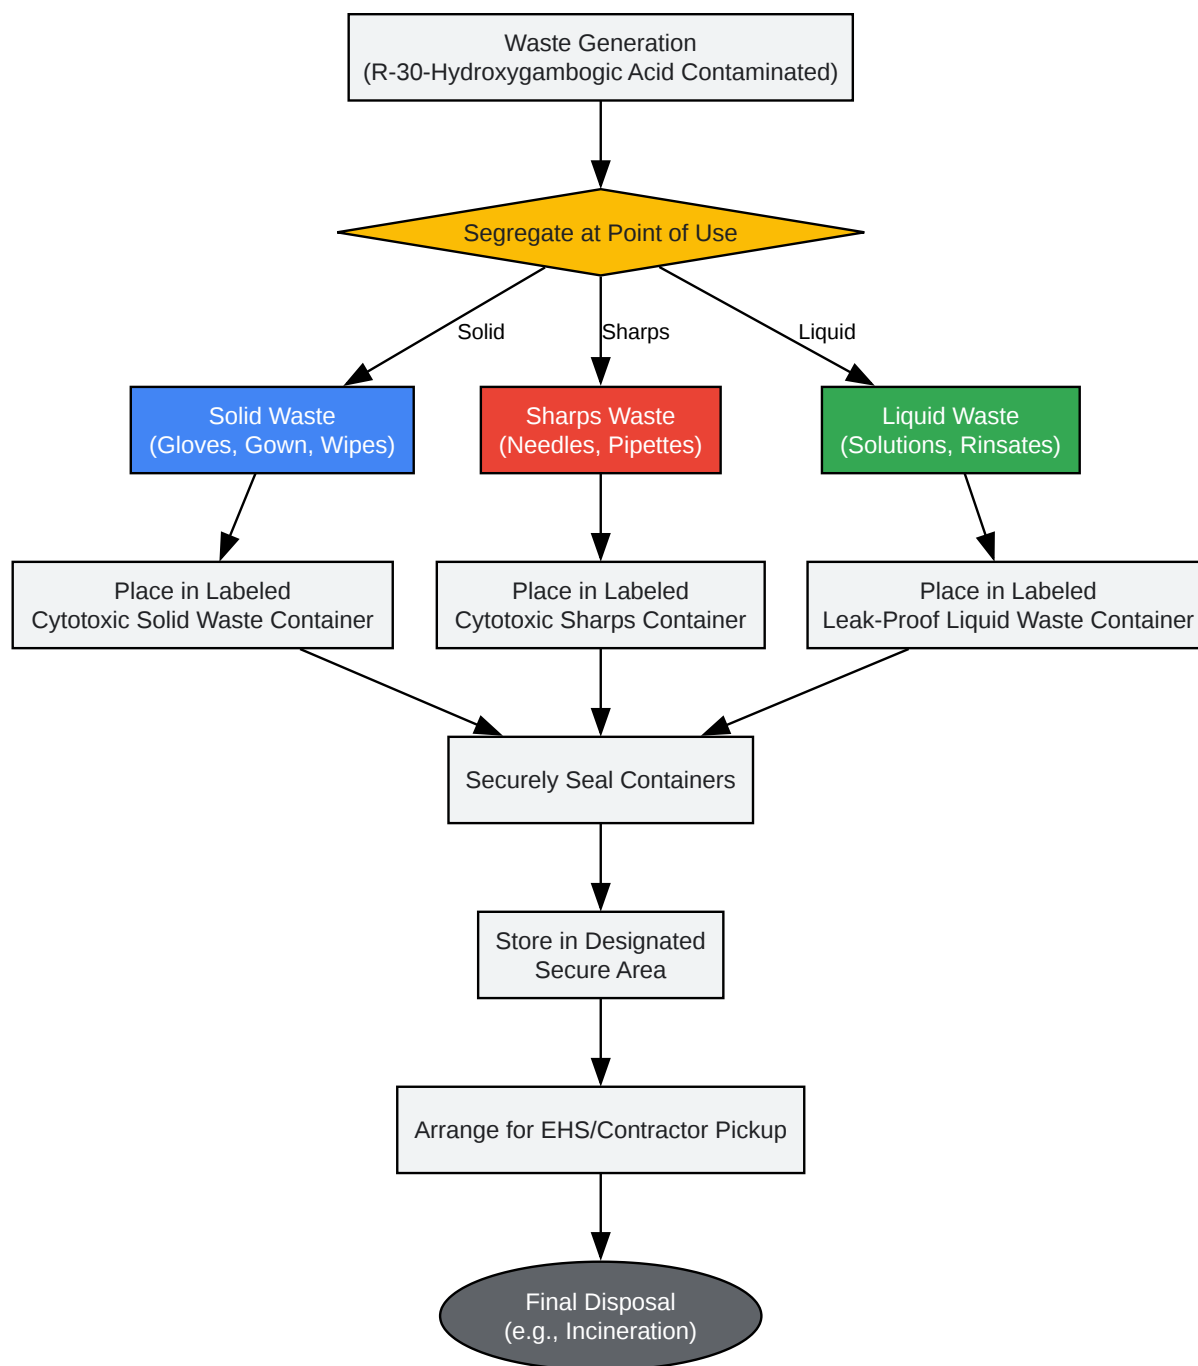 Waste Generation
(R-30-Hydroxygambogic Acid Contaminated)
Segregate at Point of Use
Solid
Sharps
Liquid
Solid Waste
(Gloves, Gown, Wipes)
Sharps Waste
(Needles, Pipettes)
Liquid Waste
(Solutions, Rinsates)
Place in Labeled
Cytotoxic Solid Waste Container
Place in Labeled
Cytotoxic Sharps Container
Place in Labeled
Leak-Proof Liquid Waste Container
Securely Seal Containers
Store in Designated
Secure Area
Arrange for EHS/Contractor Pickup
Final Disposal
(e.g., Incineration)